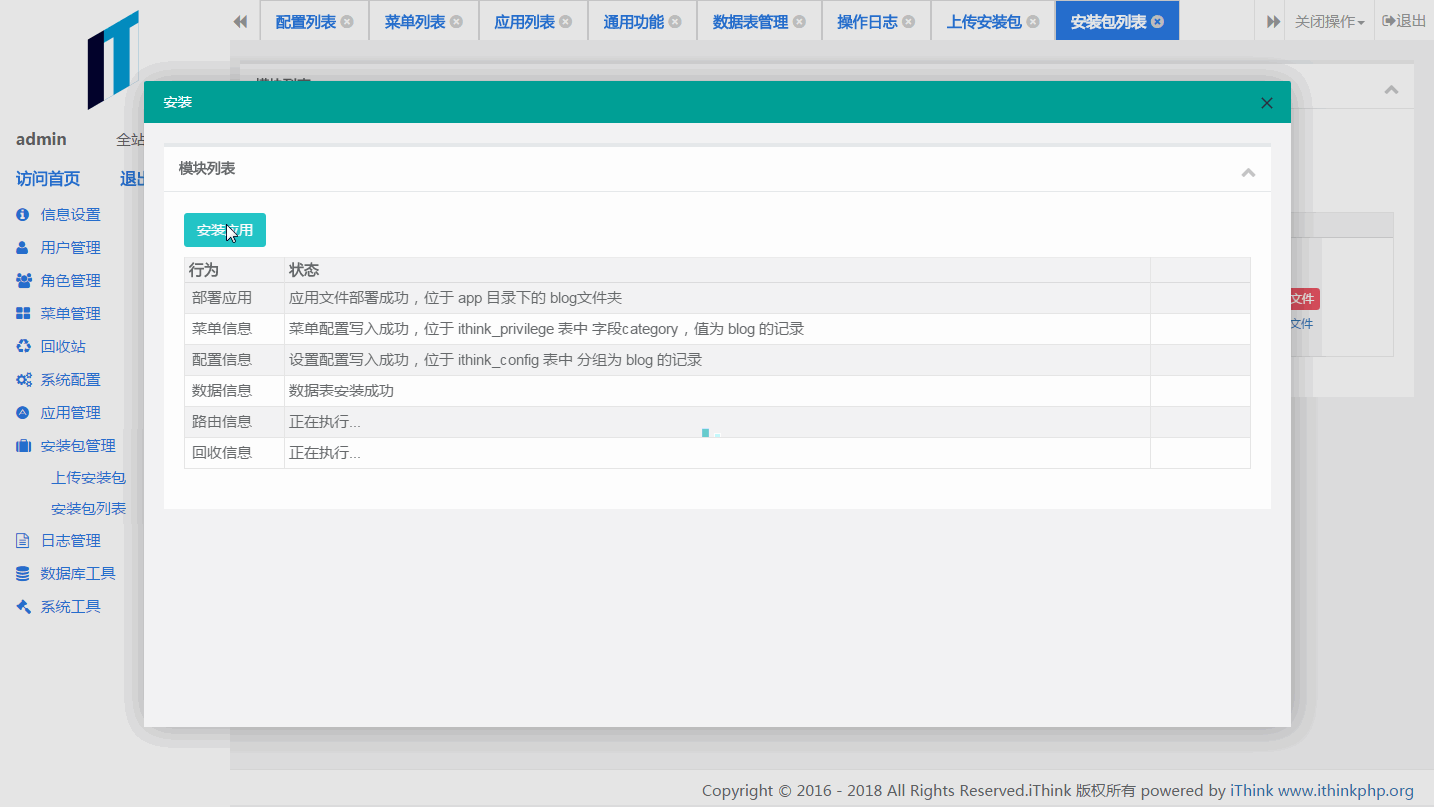 配置列表
菜单列表
应用列表
通用功能
数据表管理
操作日志
上传安装包
安装包列表
关闭操作
退出
安装
admin
全站
访问首页
退出
信息设置
用户管理
角色管理
菜单管理
回收站
系统配置
应用管理
安装包管理
上传安装包
安装包列表
日志管理
数据库工具
系统工具
模块列表
安装应用
行为 状态
部署应用 应用文件部署成功，位于 app 目录下的 blog文件夹
菜单信息 菜单配置写入成功，位于 ithink_privilege 表中 字段category，值为 blog 的记录
配置信息 设置配置写入成功，位于 ithink_config 表中 分组为 blog 的记录
数据信息 数据表安装成功
路由信息 正在执行...
回收信息 正在执行...
文件
文件
Copyright © 2016 - 2018 All Rights Reserved.iThink 版权所有 powered by iThink www.ithinkphp.org